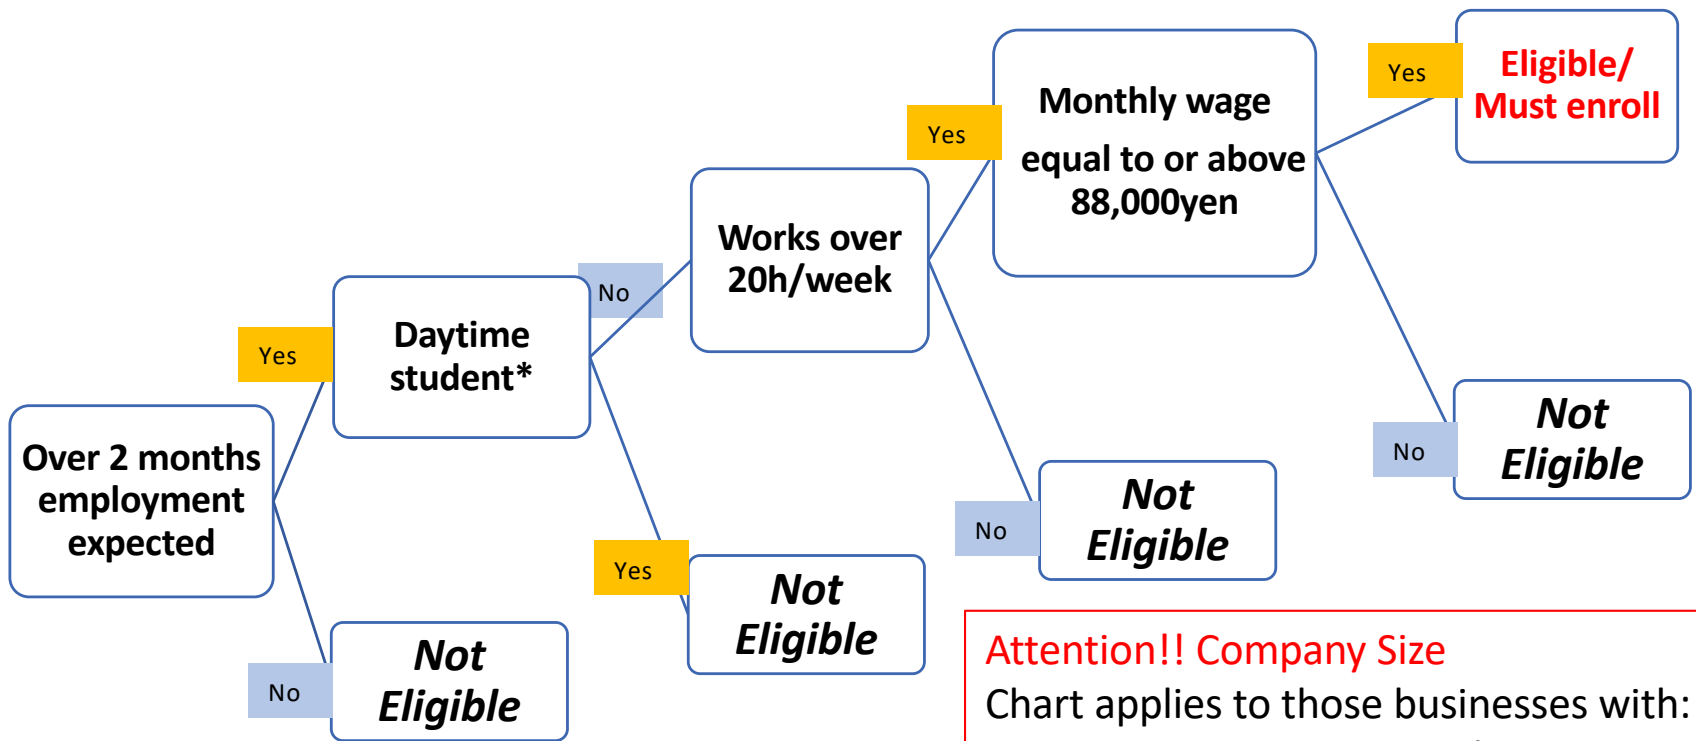 Over 2 months
employment
expected
Yes
No
Not
Eligible
Daytime
student*
No
Yes
Not
Eligible
Works over
20h/week
Yes
No
Not
Eligible
Monthly wage
equal to or above
88,000yen
Yes
Eligible/
Must enroll
No
Not
Eligible
Attention!! Company Size
Chart applies to those businesses with: